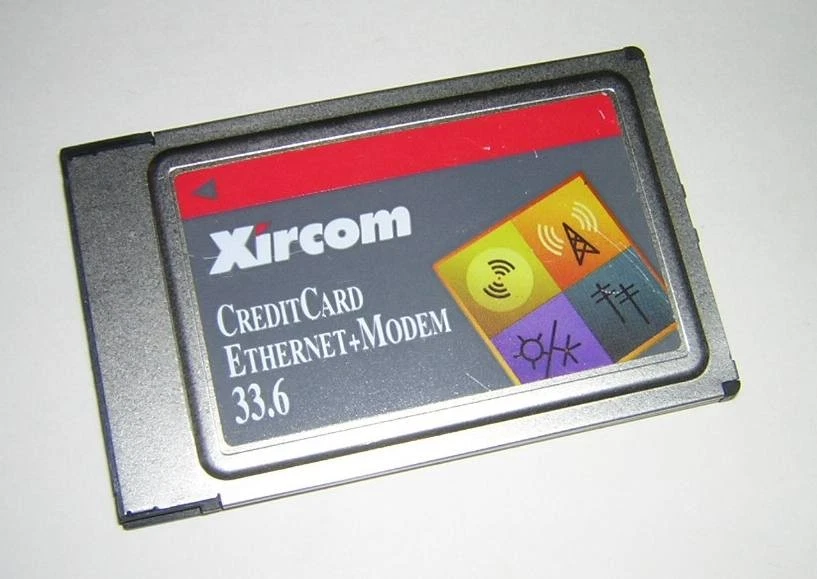 Xircom
CREDITCARD
ETHERNET+MODEM
33.6